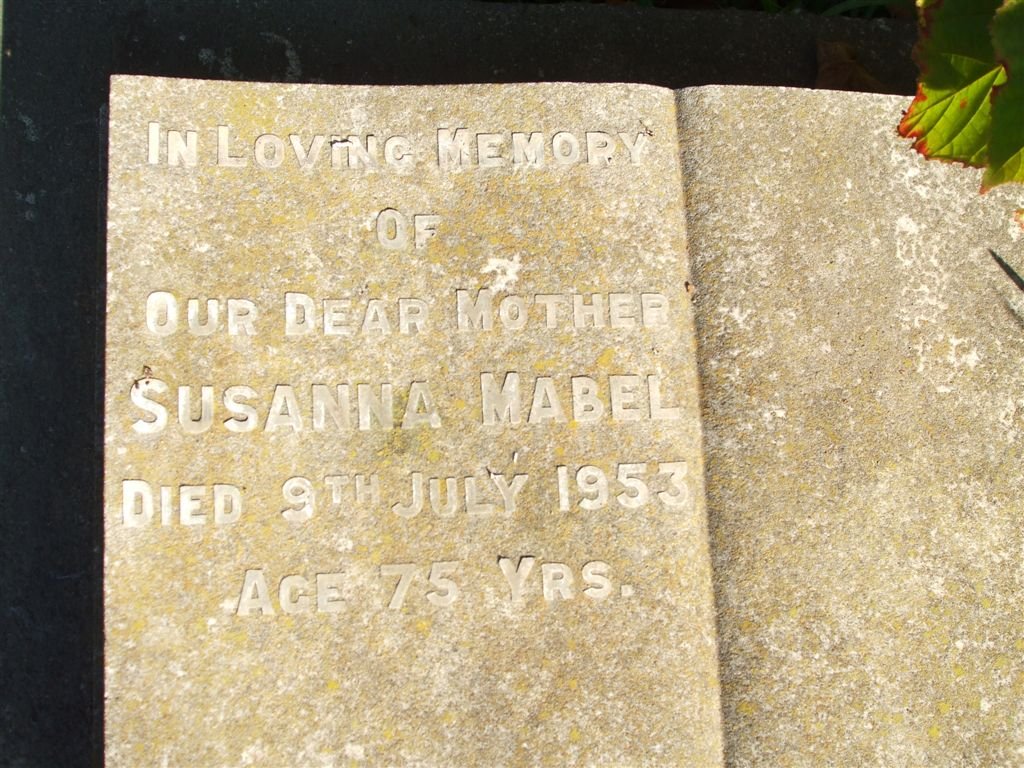 In Loving Memory
Of
Our Dear Mother
Susanna Mabel
Died 9th July 1953
Age 75 Yrs.